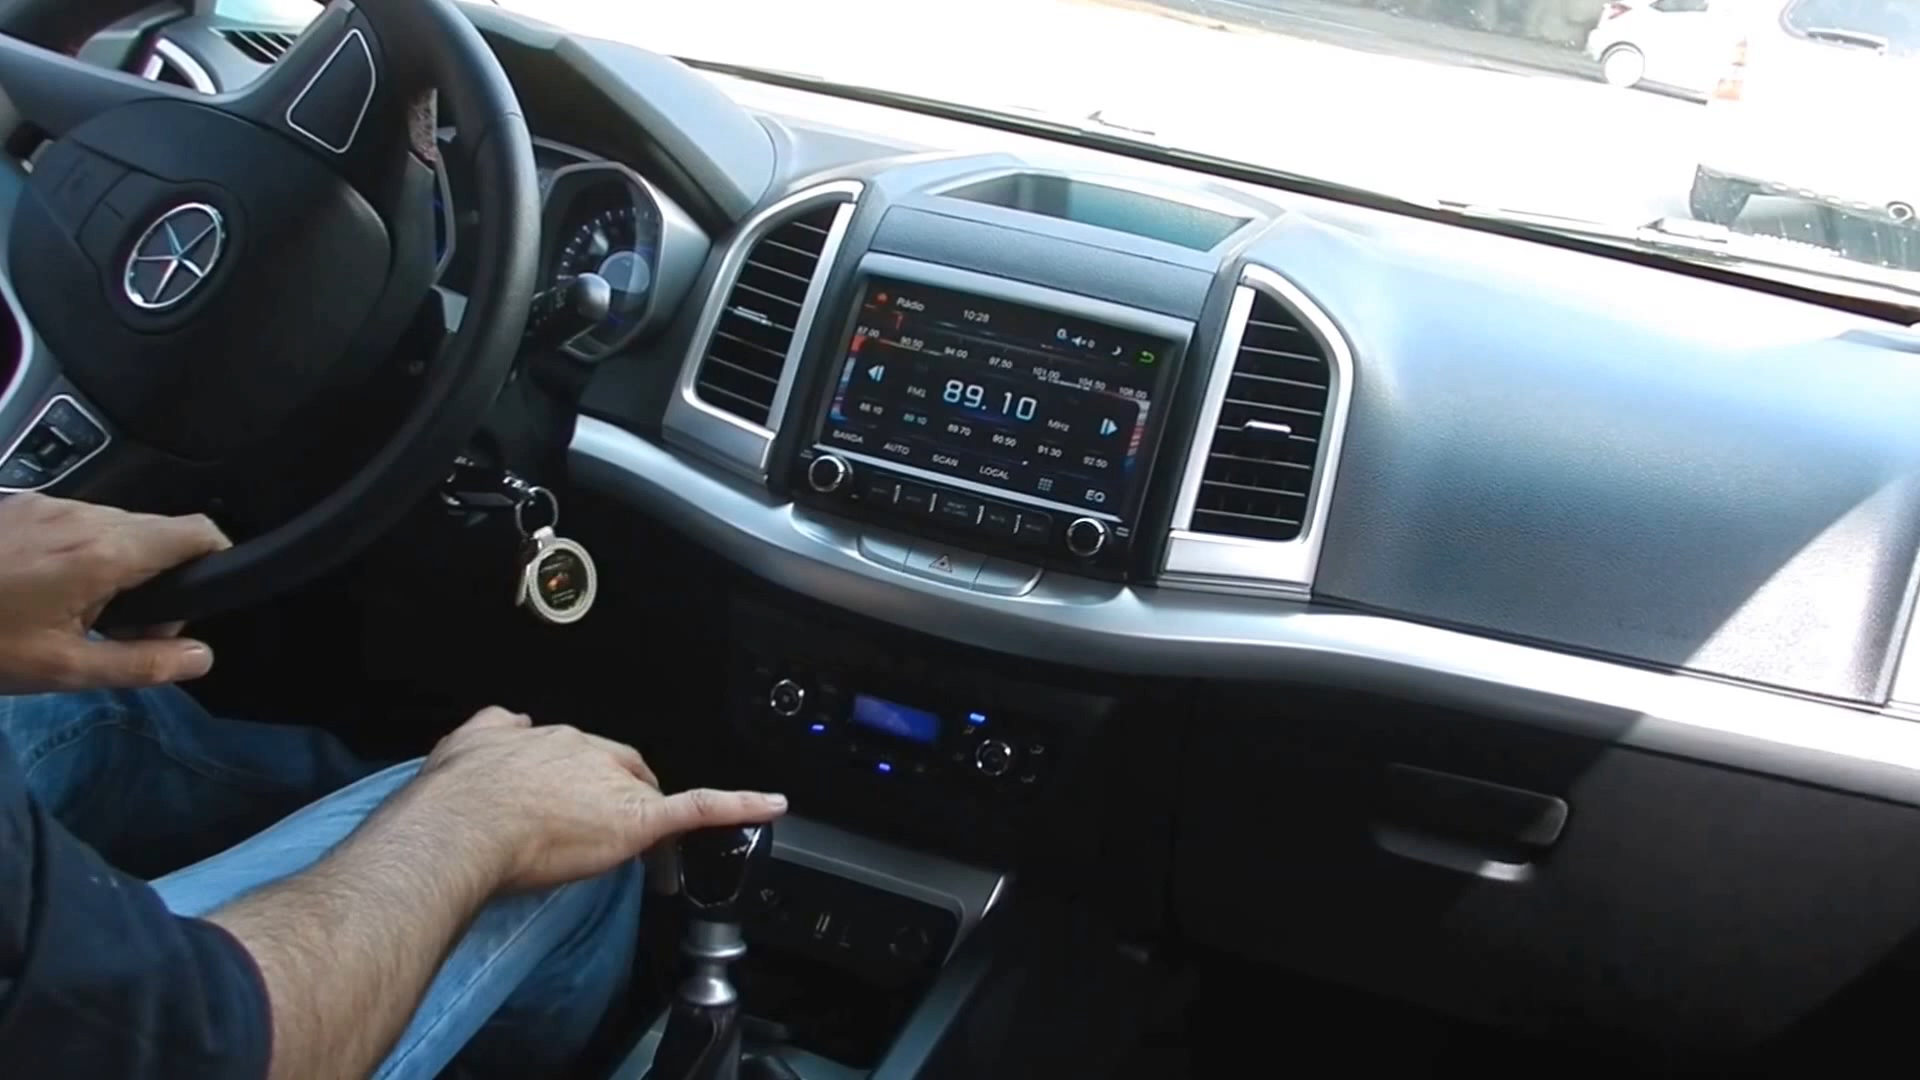 Rádio 10:28 0
87.00 90.50 94.00 97.50 101.00 104.50 108.00
FM1 89.10 MHz
88.10 89.10 89.70 90.50 91.30 92.50
BANDA AUTO SCAN LOCAL EQ